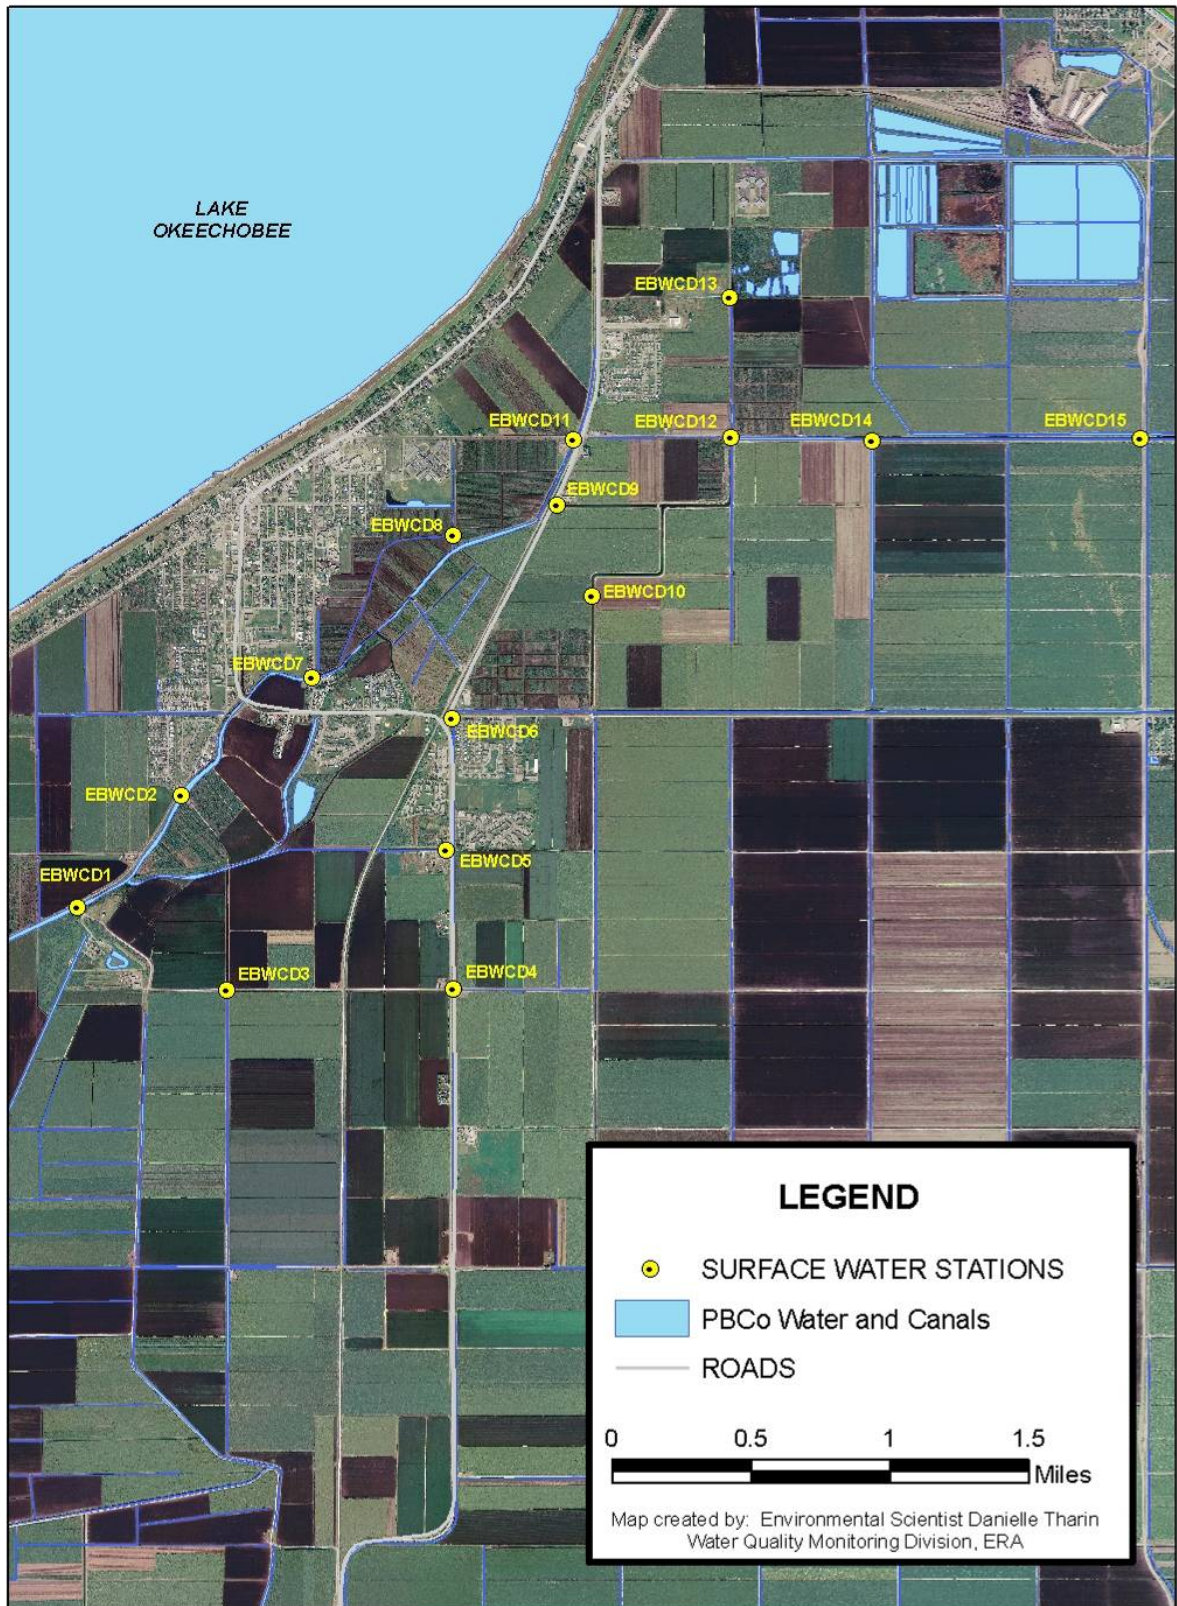 LAKE
OKEECHOBEE
EBWCD13
EBWCD11
EBWCD12
EBWCD14
EBWCD15
EBWCD9
EBWCD8
EBWCD10
EBWCD7
EBWCD6
EBWCD2
EBWCD5
EBWCD1
EBWCD3
EBWCD4
LEGEND
SURFACE WATER STATIONS
PBCo Water and Canals
ROADS
0 0.5 1 1.5
Miles
Map created by: Environmental Scientist Danielle Tharin
Water Quality Monitoring Division, ERA